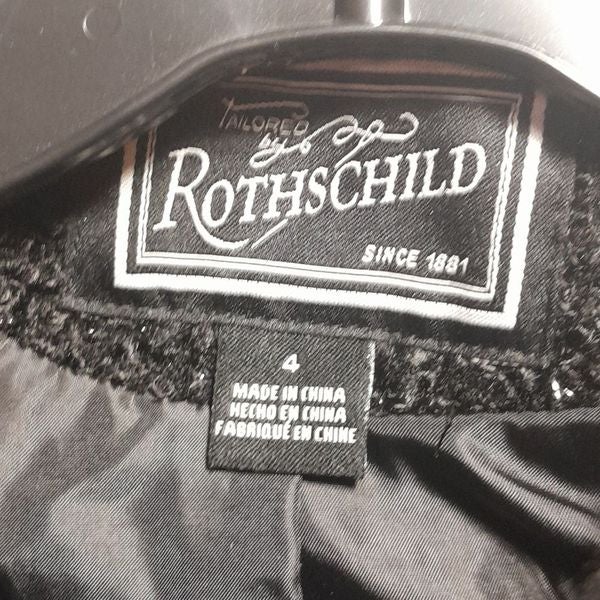 TAILORED
by
ROTHSCHILD
SINCE 1881
4
MADE IN CHINA
HECHO EN CHINA
FABRIQUÉ EN CHINE